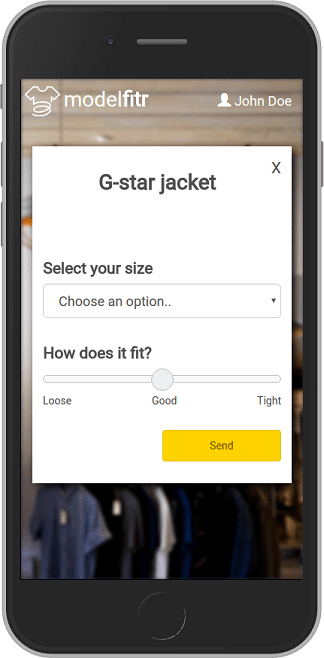 modelfitr John Doe
X
G-star jacket
Select your size
Choose an option..
How does it fit?
Loose Good Tight
Send